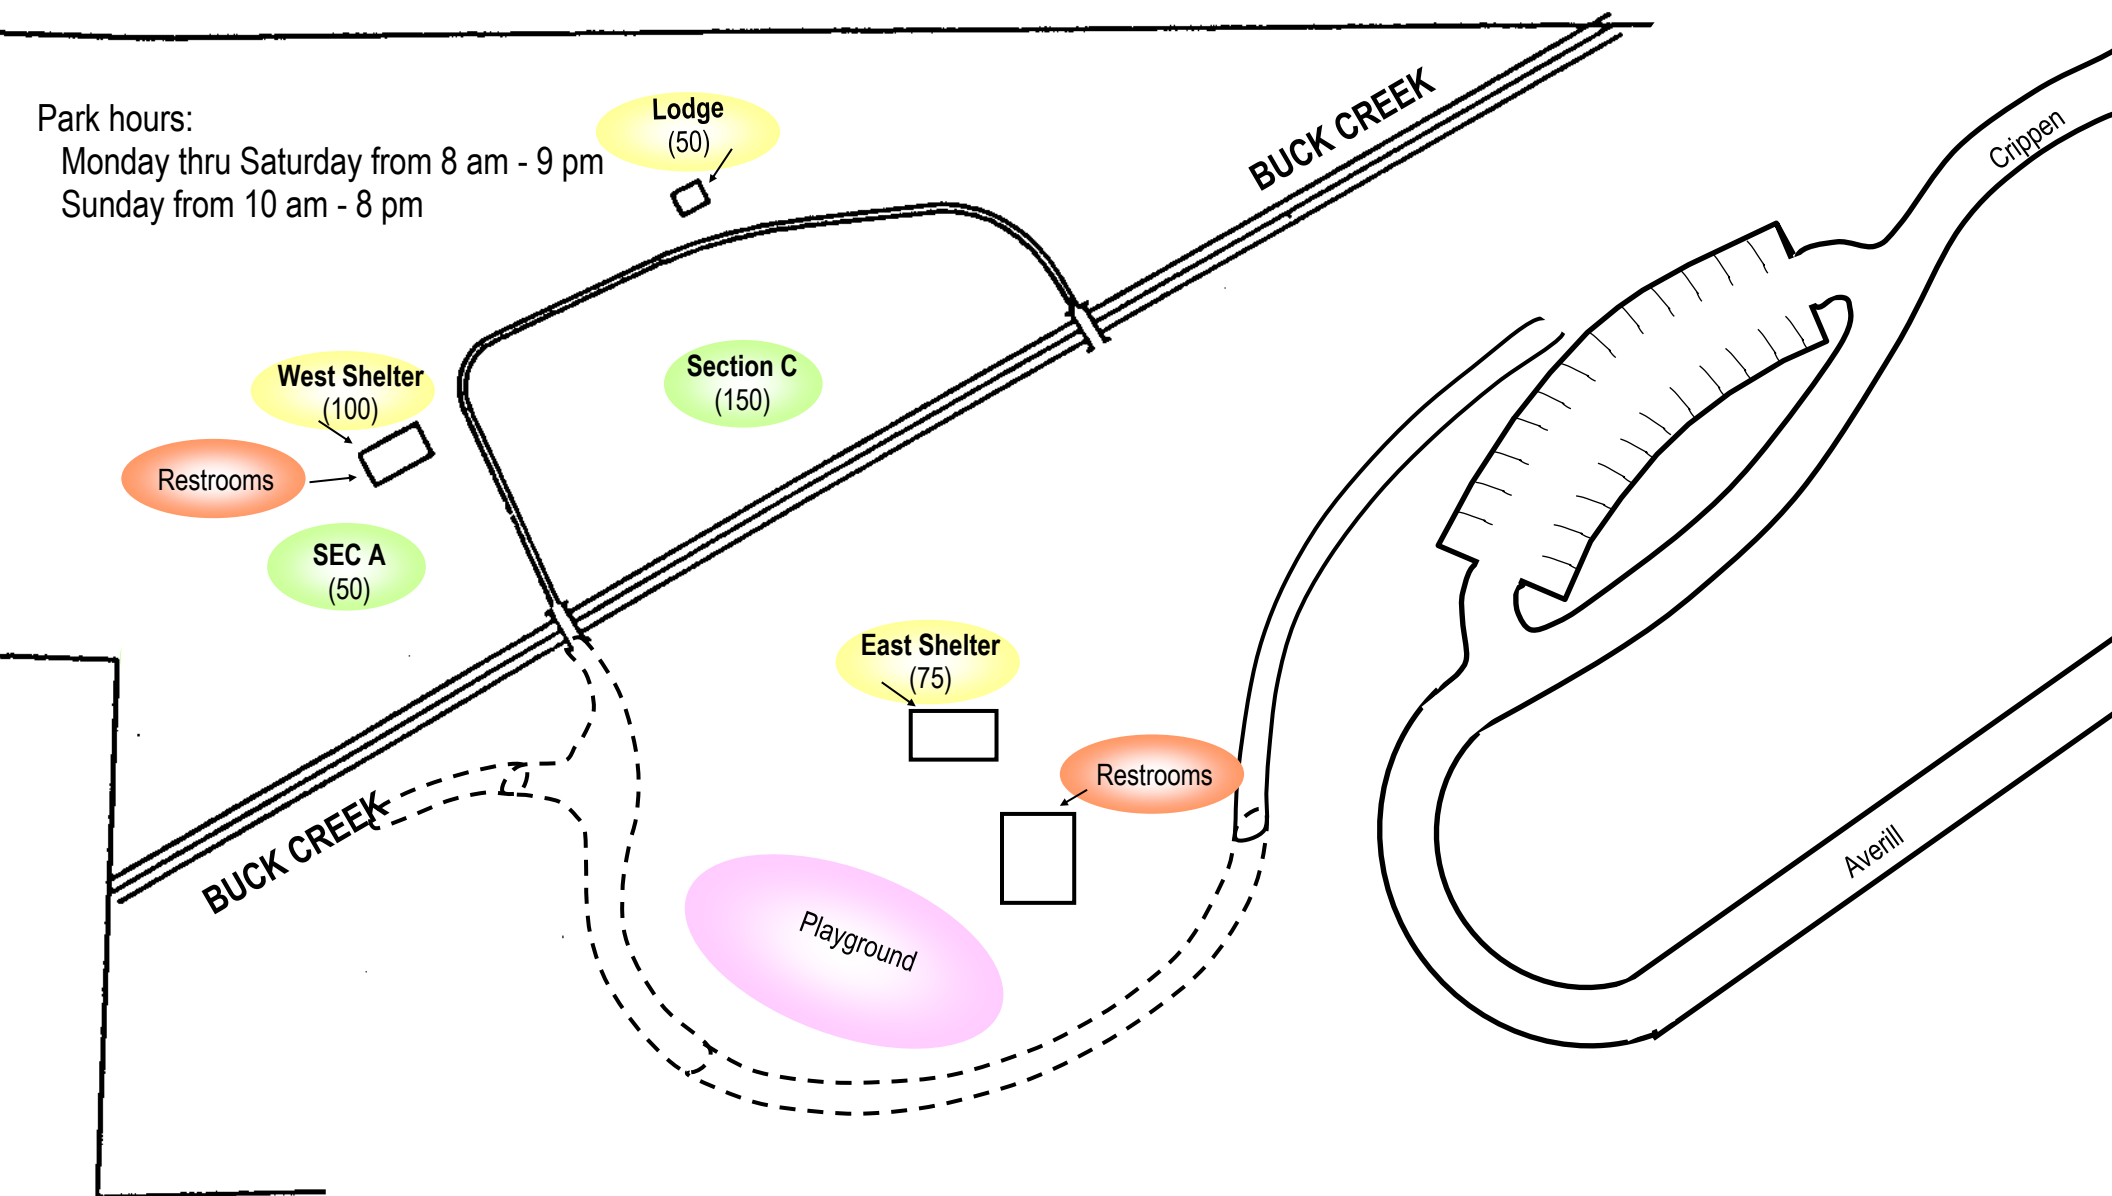 Park hours:
Monday thru Saturday from 8 am - 9 pm
Sunday from 10 am - 8 pm
Lodge
(50)
BUCK CREEK
Crippen
West Shelter
(100)
Section C
(150)
Restrooms
SEC A
(50)
East Shelter
(75)
Restrooms
BUCK CREEK
Playground
Averill